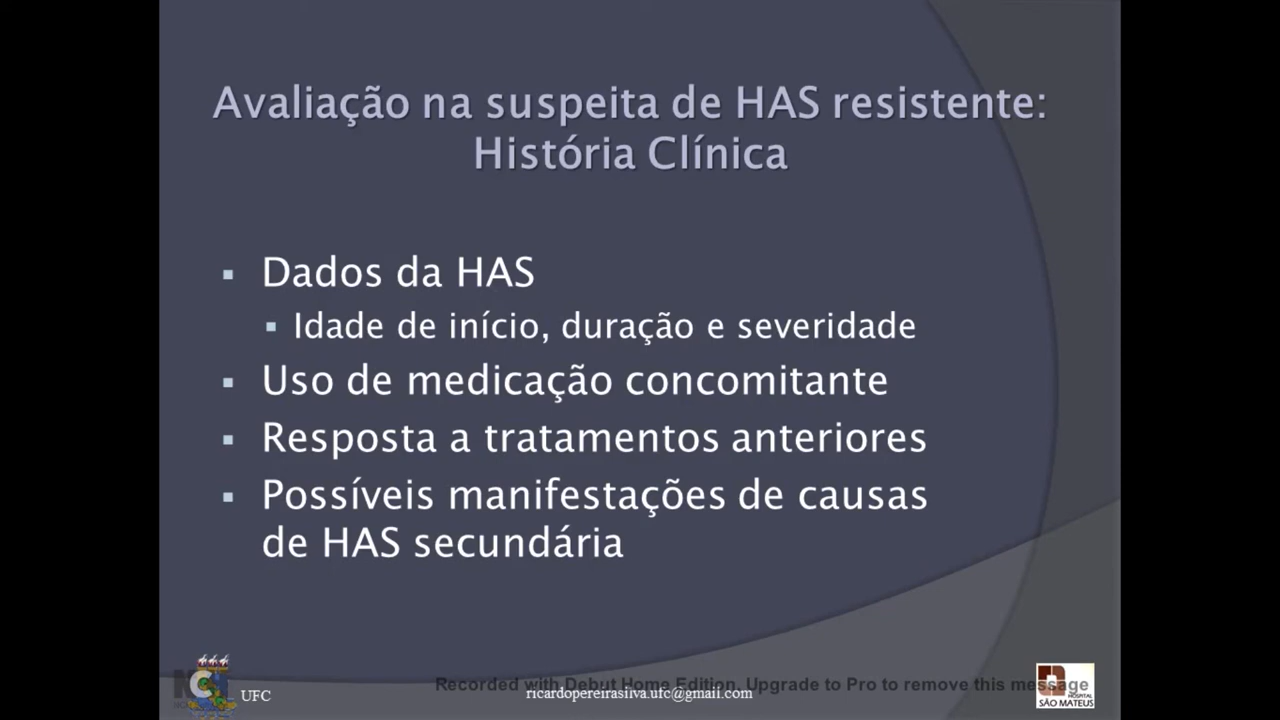 Avaliação na suspeita de HAS resistente:
História Clínica
▪ Dados da HAS
▪ Idade de início, duração e severidade
▪ Uso de medicação concomitante
▪ Resposta a tratamentos anteriores
▪ Possíveis manifestações de causas
de HAS secundária
UFC
Recorded with Debut Home Edition. Upgrade to Pro to remove this message
ricardopereirasilva.ufc@gmail.com
HOSPITAL
SÃO MATEUS